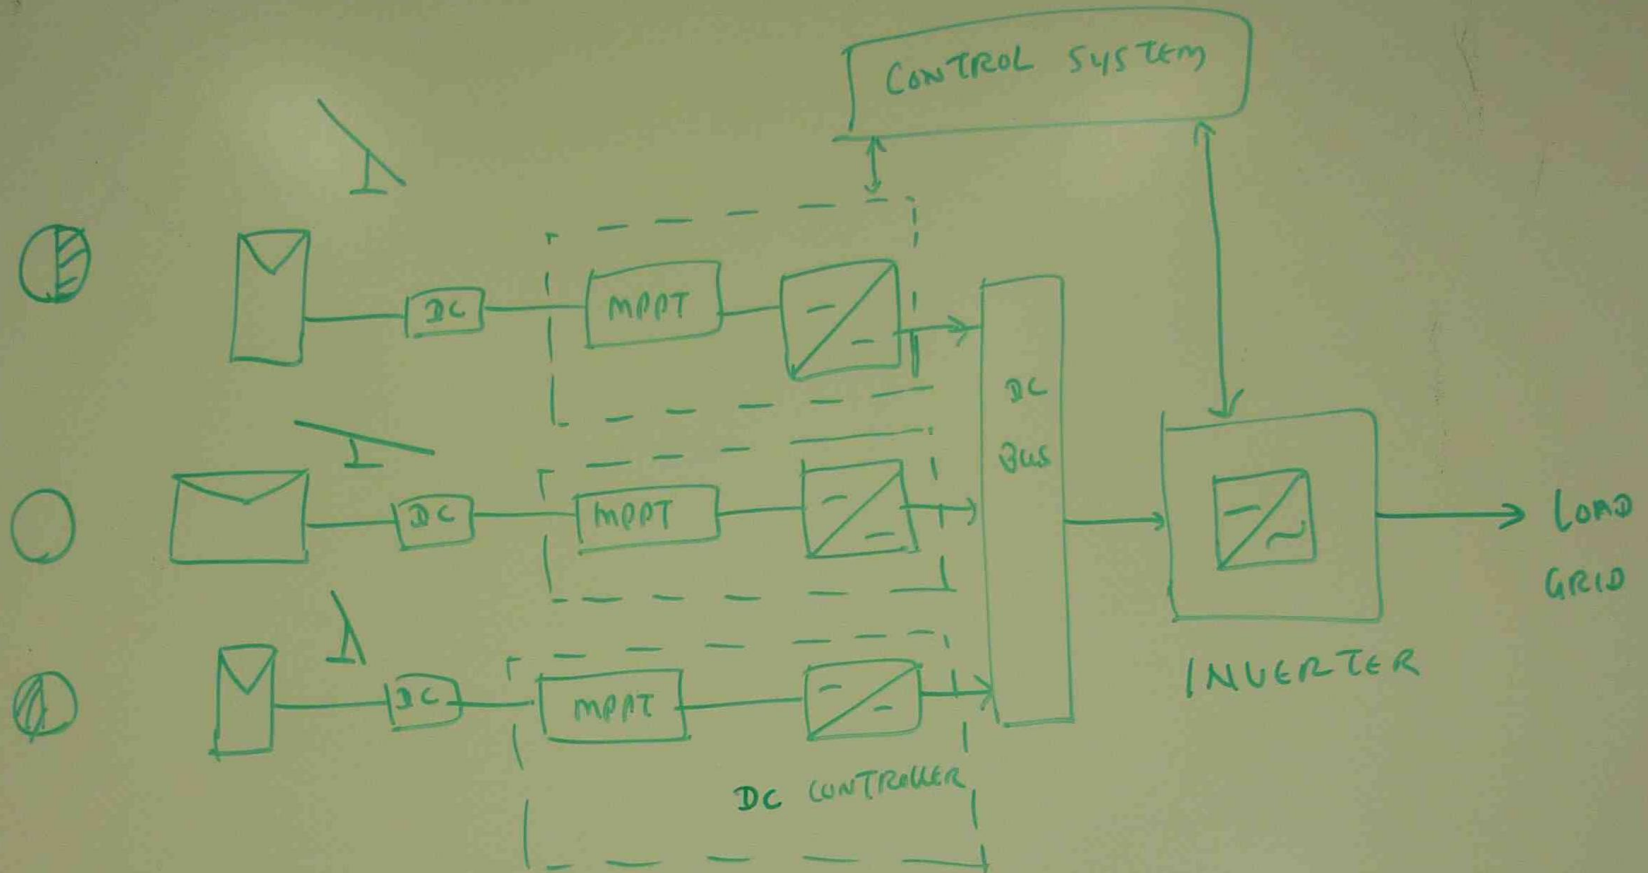 CONTROL SYSTEM
DC
MPPT
DC
BUS
DC
MPPT
LOAD
GRID
INVERTER
DC
MPPT
DC CONTROLLER